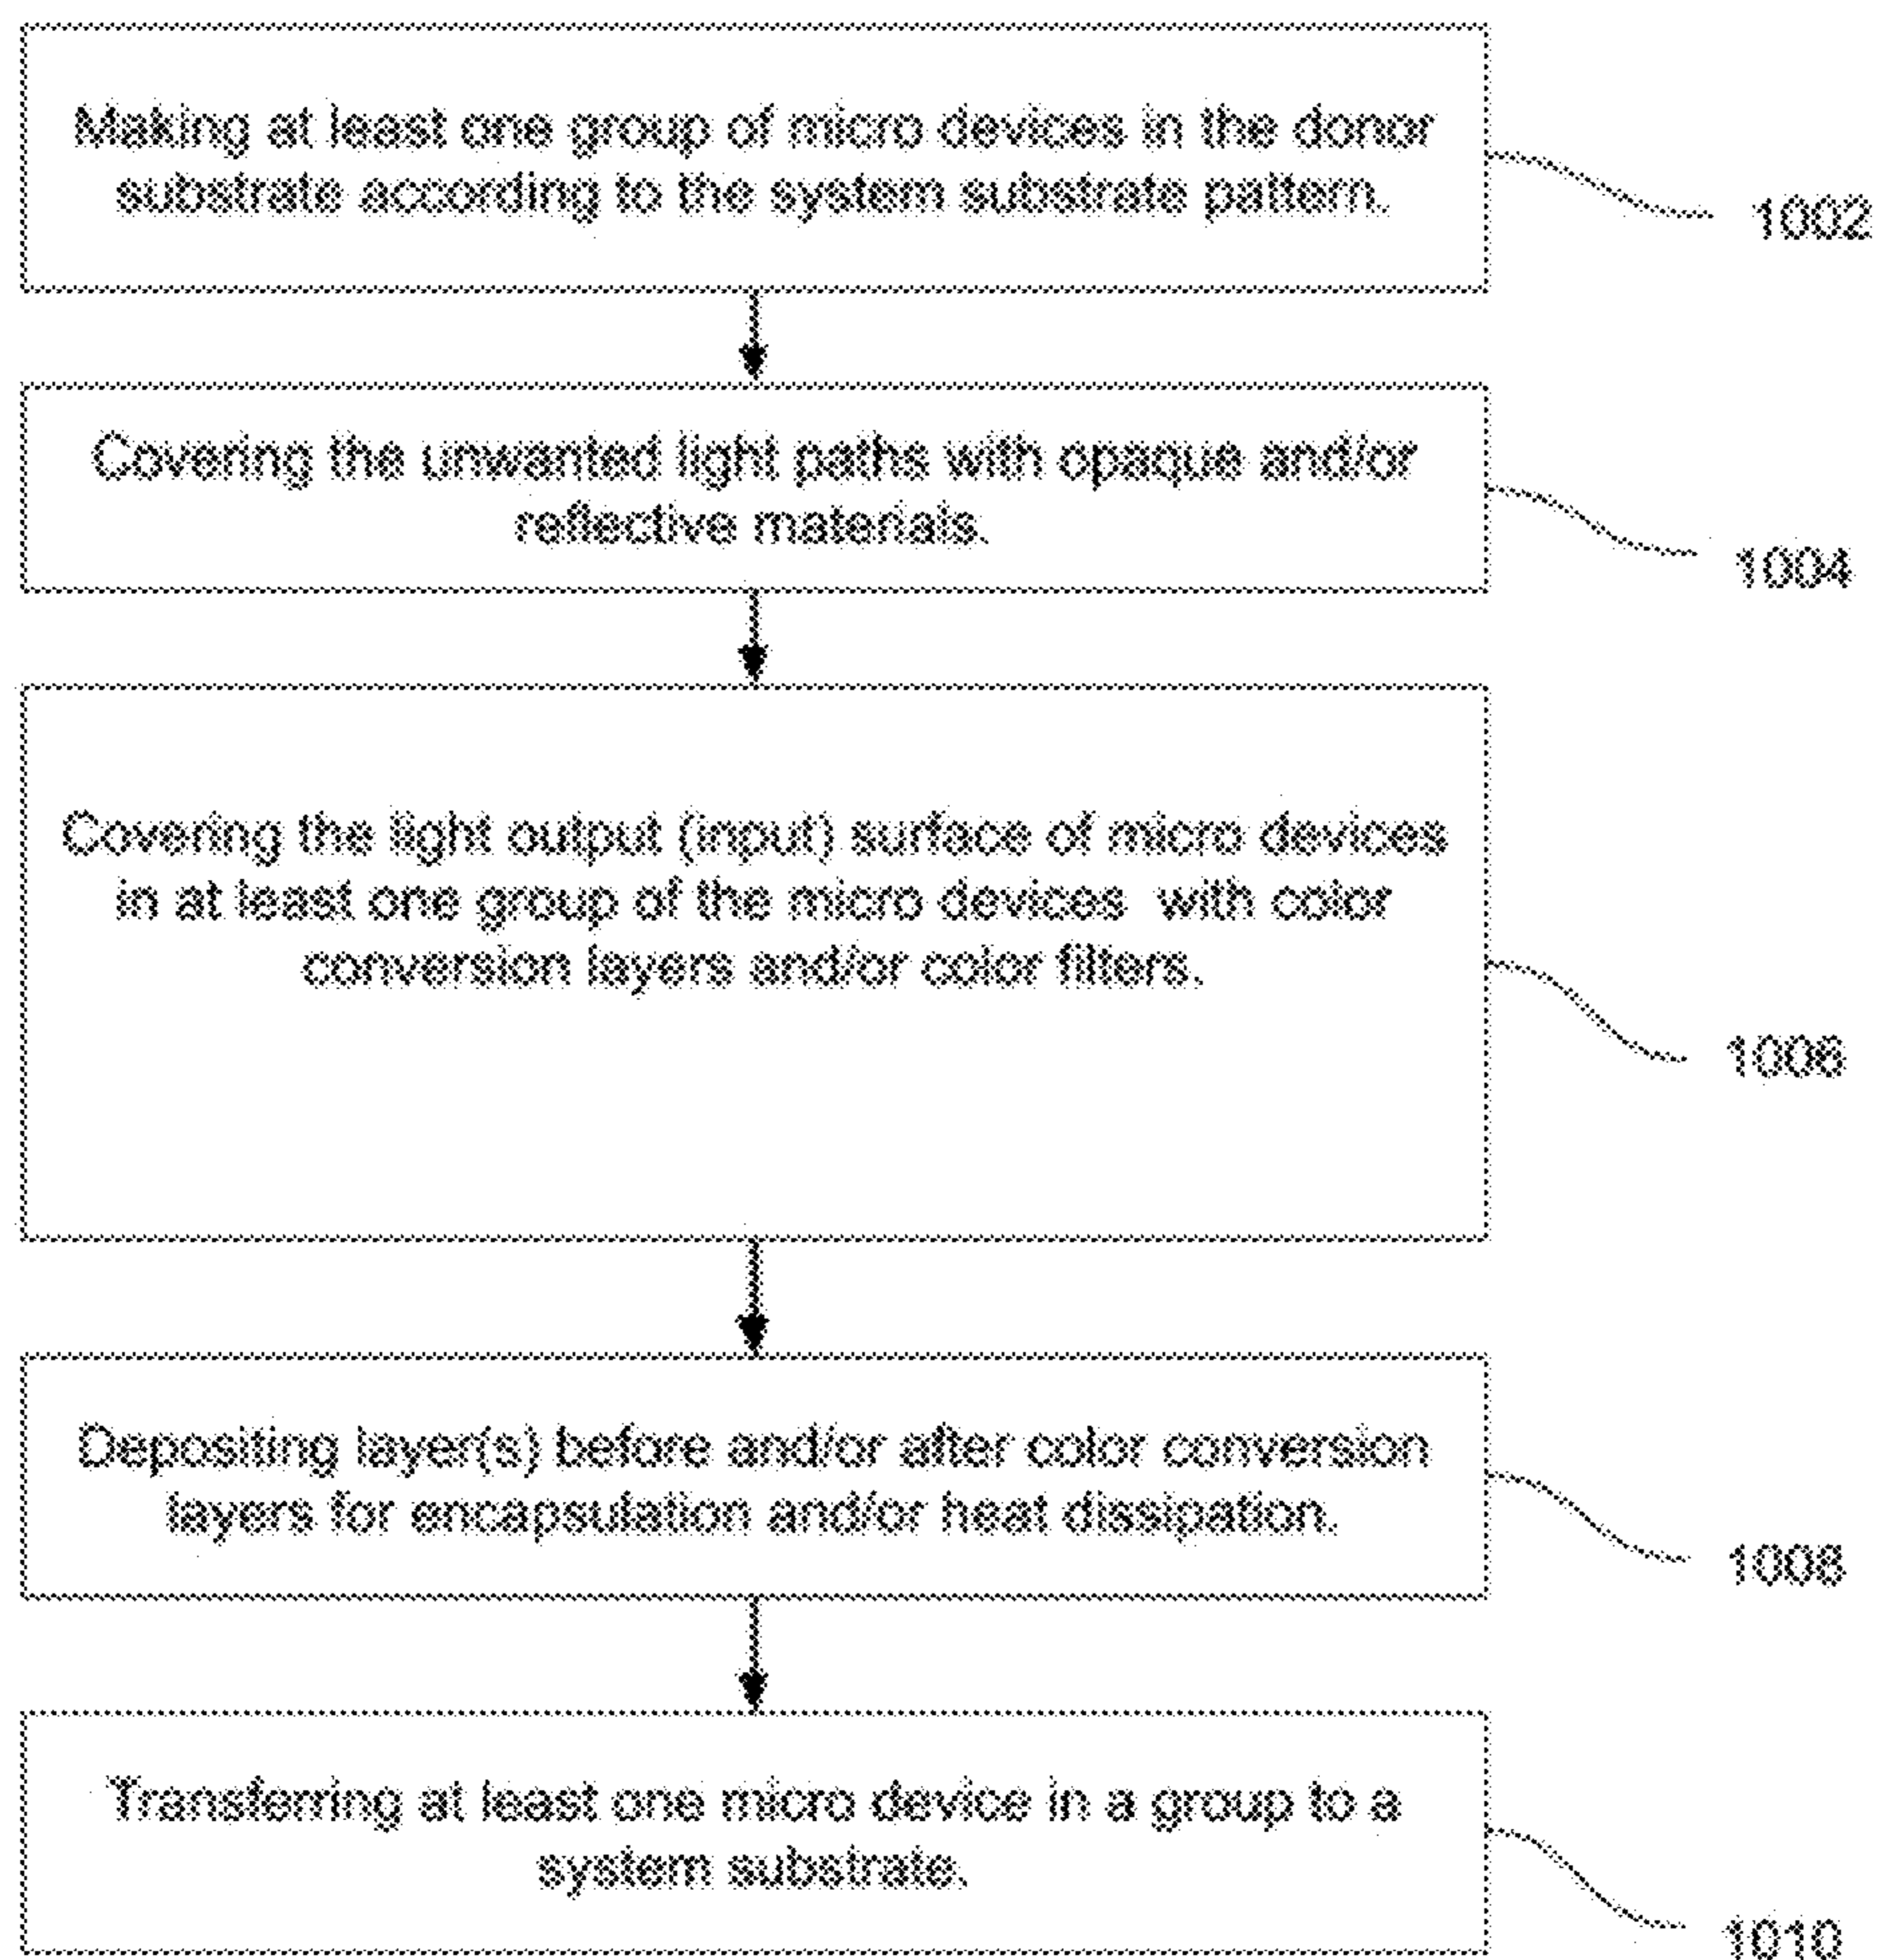 Making at least one group of micro devices in the donor
substrate according to the system substrate pattern.
1002
Covering the unwanted light paths with opaque and/or
reflective materials.
1004
Covering the light output (input) surface of micro devices
in at least one group of the micro devices with color
conversion layers and/or color filters.
1006
Depositing layer(s) before and/or after color conversion
layers for encapsulation and/or heat dissipation.
1008
Transferring at least one micro device in a group to a
system substrate.
1010